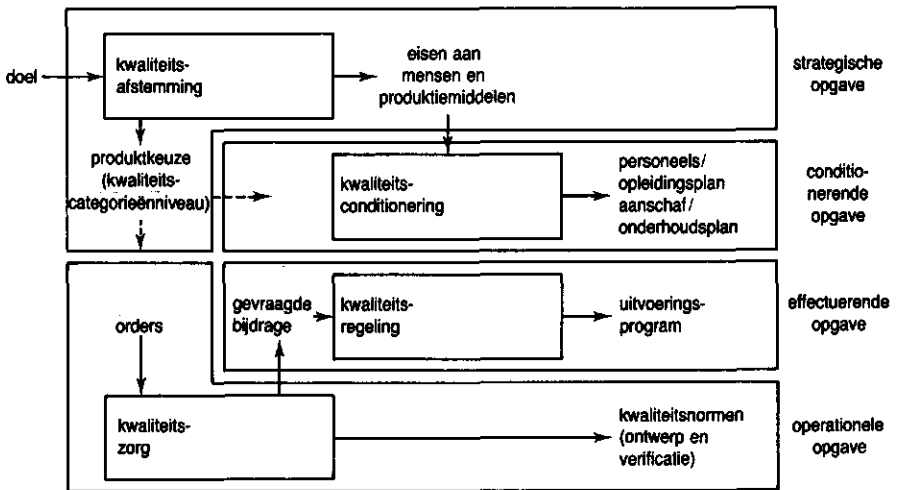 doel
kwaliteits-
afstemming
eisen aan
mensen en
produktiemiddelen
strategische
opgave
produktkeuze
(kwaliteits-
categorieënniveau)
kwaliteits-
conditionering
personeels/
opleidingsplan
aanschaf/
onderhoudsplan
conditio-
nerende
opgave
orders
gevraagde
bijdrage
kwaliteits-
regeling
uitvoerings-
program
effectuerende
opgave
kwaliteits-
zorg
kwaliteitsnormen
(ontwerp en
verificatie)
operationele
opgave